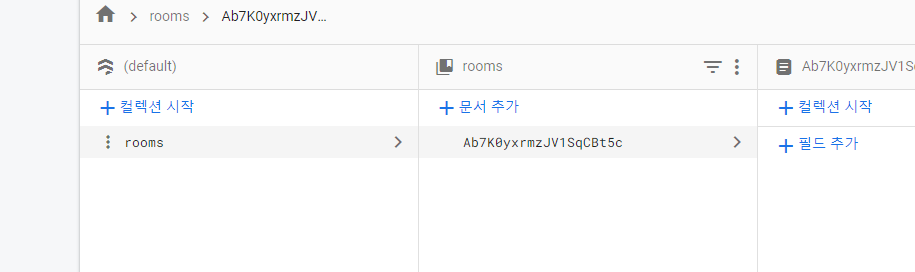 rooms
Ab7K0yxrmzJV…
(default)
rooms
Ab7K0yxrmzJV1S
컬렉션 시작
문서 추가
컬렉션 시작
rooms
Ab7K0yxrmzJV1SqCBt5c
필드 추가